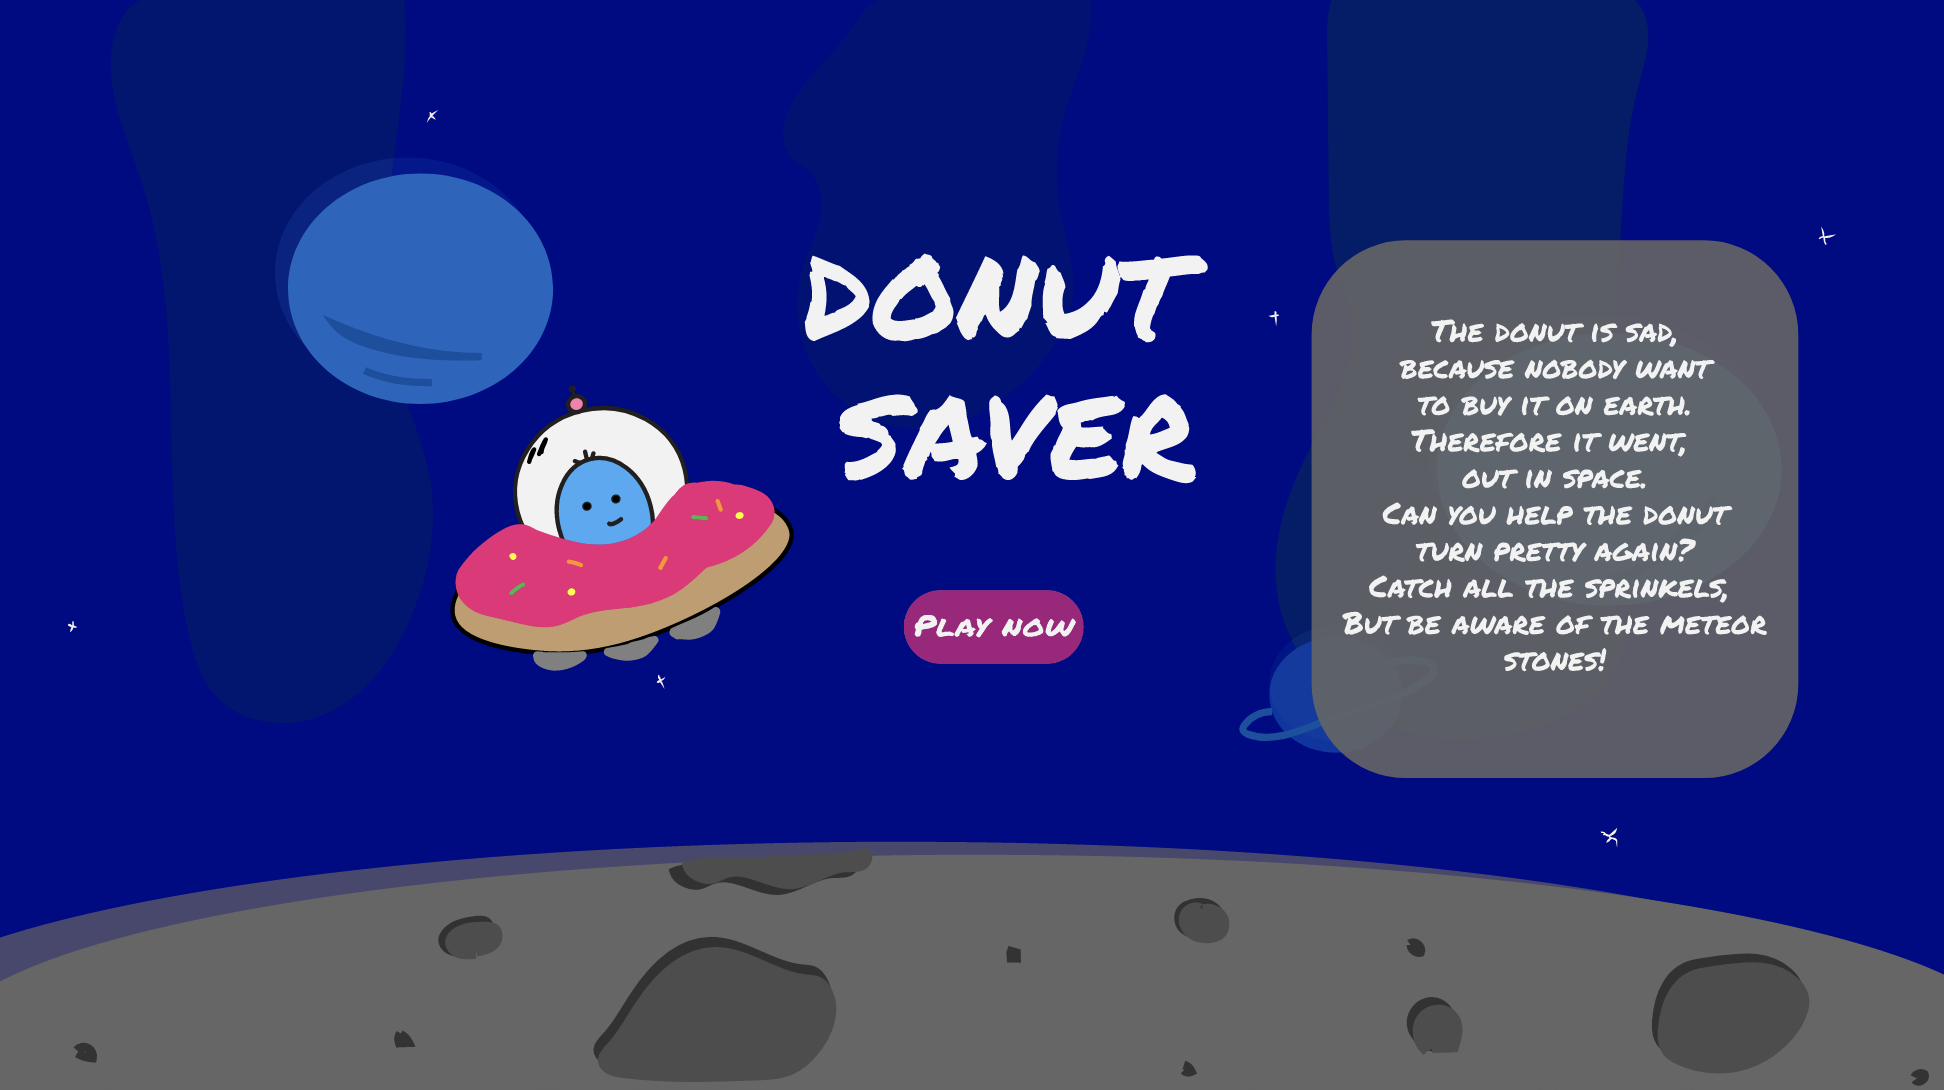 DONUT
SAVER
PLAY NOW
THE DONUT IS SAD,
BECAUSE NOBODY WANT
TO BUY IT ON EARTH.
THEREFORE IT WENT,
OUT IN SPACE.
CAN YOU HELP THE DONUT
TURN PRETTY AGAIN?
CATCH ALL THE SPRINKELS,
BUT BE AWARE OF THE METEOR
STONES!